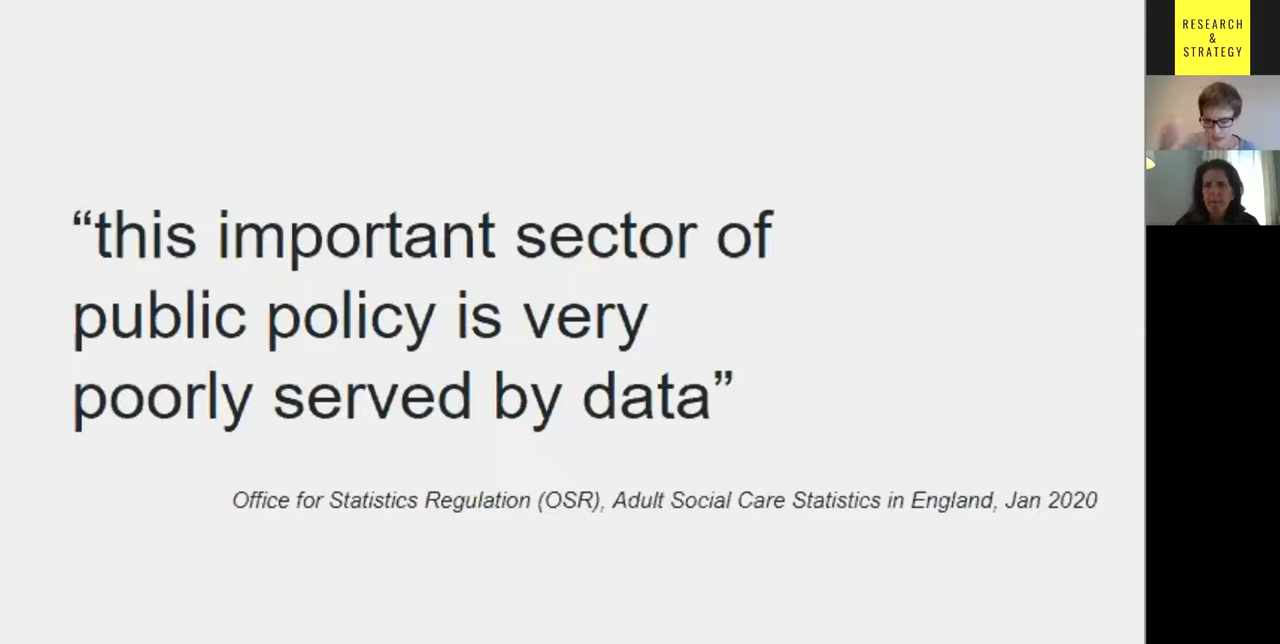 “this important sector of
public policy is very
poorly served by data”
Office for Statistics Regulation (OSR), Adult Social Care Statistics in England, Jan 2020
RESEARCH
&
STRATEGY